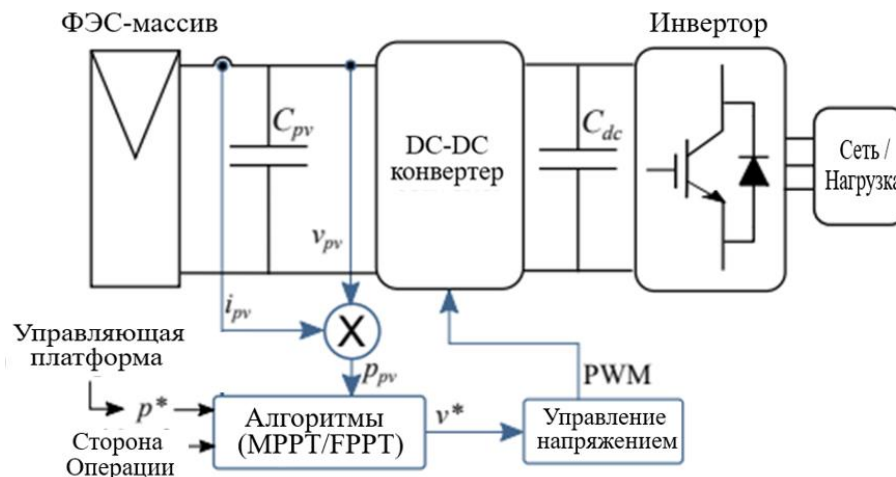 ФЭС-массив
Инвертор
C_pv
DC-DC
конвертер
C_dc
Сеть /
Нагрузка
v_pv
i_pv
X
Управляющая
платформа
p_pv
PWM
p*
Алгоритмы
(MPPT/FPPT)
v*
Управление
напряжением
Сторона
Операции